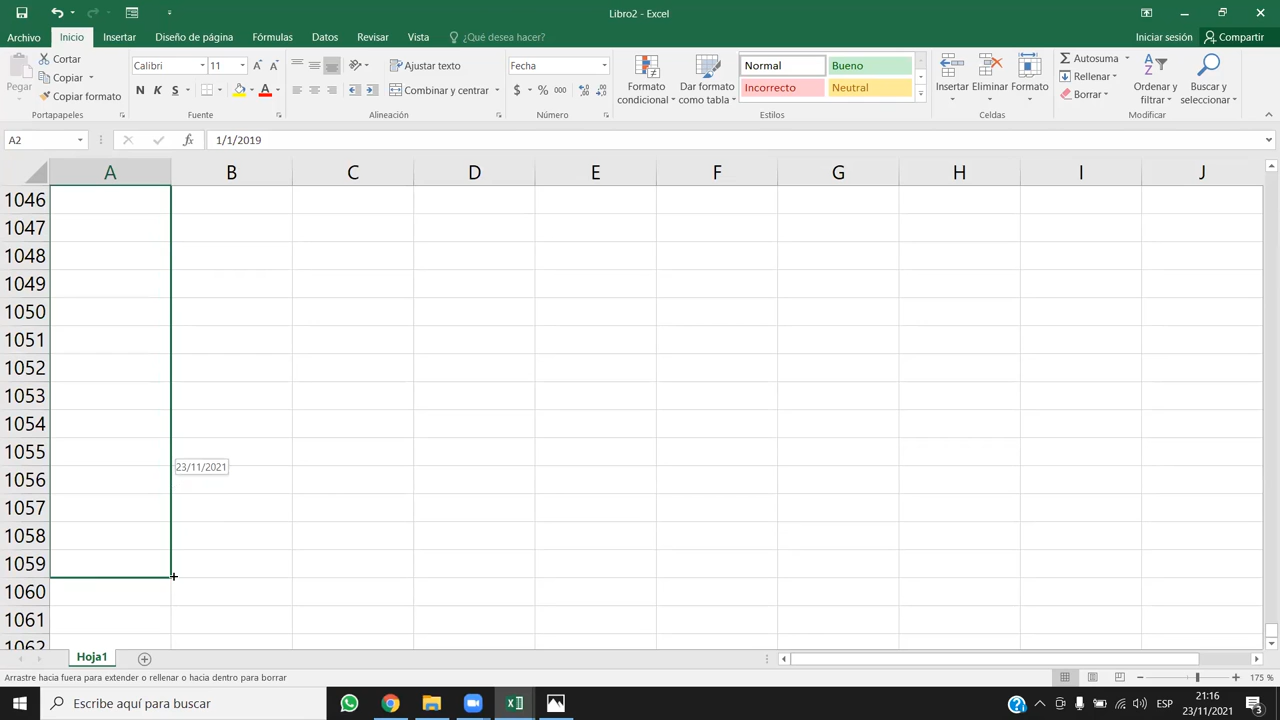 Libro2 - Excel
Archivo Inicio Insertar Diseño de página Fórmulas Datos Revisar Vista ¿Qué desea hacer? Iniciar sesión Compartir
Pegar
Cortar
Copiar
Copiar formato
Portapapeles
Calibri 11
N K S
Fuente
Ajustar texto
Combinar y centrar
Alineación
Fecha
$ % 000
Número
Formato condicional
Dar formato como tabla
Normal Bueno
Incorrecto Neutral
Estilos
Insertar Eliminar Formato
Celdas
Autosuma
Rellenar
Borrar
Ordenar y filtrar
Buscar y seleccionar
Modificar
A2 fx 1/1/2019
A B C D E F G H I J
1046
1047
1048
1049
1050
1051
1052
1053
1054
1055
23/11/2021
1056
1057
1058
1059
1060
1061
1062
Hoja1
Arrastre hacia fuera para extender o rellenar o hacia dentro para borrar 175 %
Escribe aquí para buscar
ESP
21:16
23/11/2021
3